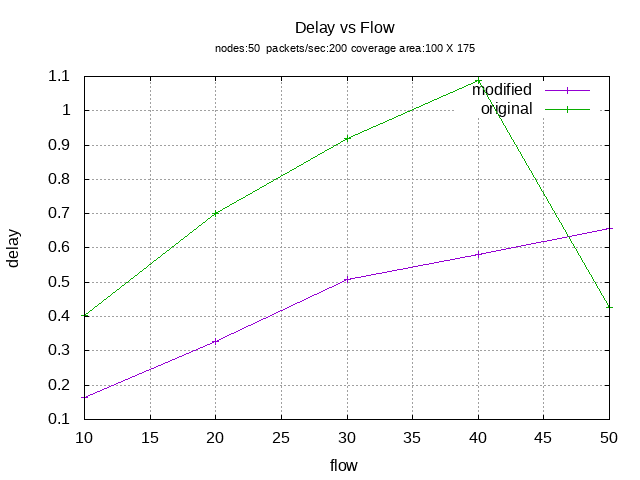 Delay vs Flow
nodes:50  packets/sec:200 coverage area:100 X 175
modified
original
1.1
1
0.9
0.8
0.7
0.6
0.5
0.4
0.3
0.2
0.1
delay
10 15 20 25 30 35 40 45 50
flow